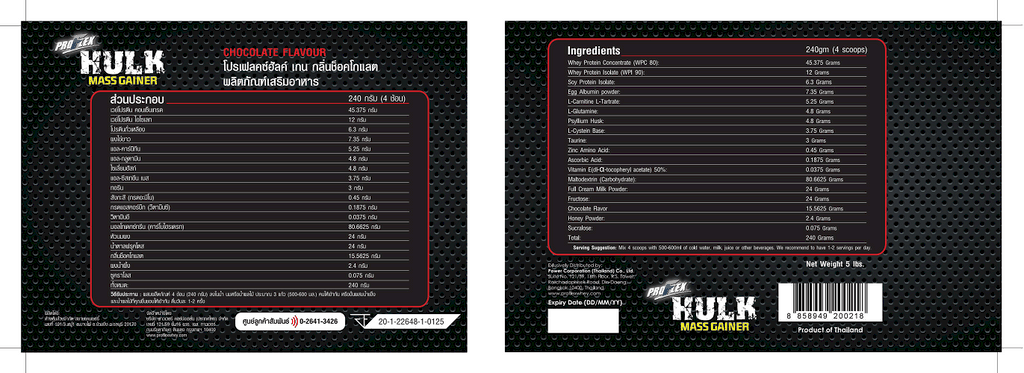 PROFLEX
HULK
MASS GAINER
CHOCOLATE FLAVOUR
โปรเฟลคซ์ฮัลค์ เกน กลิ่นช็อคโกแลต
ผลิตภัณฑ์เสริมอาหาร
ส่วนประกอบ 240 กรัม (4 ช้อน)
เวย์โปรตีน คอนเซ็นเทรต 45.375 กรัม
เวย์โปรตีน ไอโซเลท 12 กรัม
โปรตีนถั่วเหลือง 6.3 กรัม
ผงไข่ขาว 7.35 กรัม
แอล-คาร์นิทีน 5.25 กรัม
แอล-กลูตามีน 4.8 กรัม
ไซเลี่ยมฮัสก์ 4.8 กรัม
แอล-ซีสเทอีน เบส 3.75 กรัม
ทอรีน 3 กรัม
สังกะสี (กรดอะมิโน) 0.45 กรัม
กรดแอสคอร์บิก (วิตามินซี) 0.1875 กรัม
วิตามินอี 0.0375 กรัม
มอลโทเดกซ์ทริน (คาร์โบไฮเดรท) 80.6625 กรัม
หัวนมผง 24 กรัม
น้ำตาลฟรุคโตส 24 กรัม
กลิ่นช็อคโกแลต 15.5625 กรัม
ผงน้ำผึ้ง 2.4 กรัม
ซูคราโลส 0.075 กรัม
ทั้งหมด: 240 กรัม
www.proflexwhey.com
ศูนย์ลูกค้าสัมพันธ์ 0-2641-3426
20-1-22648-1-0125
Ingredients 240gm (4 scoops)
Whey Protein Concentrate (WPC 80): 45.375 Grams
Whey Protein Isolate (WPI 90): 12 Grams
Soy Protein Isolate: 6.3 Grams
Egg Albumin powder: 7.35 Grams
L-Carnitine L-Tartrate: 5.25 Grams
L-Glutamine: 4.8 Grams
Psyllium Husk: 4.8 Grams
L-Cystein Base: 3.75 Grams
Taurine: 3 Grams
Zinc Amino Acid: 0.45 Grams
Ascorbic Acid: 0.1875 Grams
Vitamin E(dl-α-tocopheryl acetate) 50%: 0.0375 Grams
Maltodextrin (Carbohydrate): 80.6625 Grams
Full Cream Milk Powder: 24 Grams
Fructose: 24 Grams
Chocolate Flavor 15.5625 Grams
Honey Powder: 2.4 Grams
Sucralose: 0.075 Grams
Total: 240 Grams
Serving Suggestion: Mix 4 scoops with 500-600ml of cold water, milk, juice or other beverages. We recommend to have 1-2 servings per day.
Exlusively Distributed by:
Power Corporation (Thailand) Co., Ltd.
Bangkok 10400, Thailand
www.proflexwhey.com
Expiry Date (DD/MM/YY)
PROFLEX
HULK
MASS GAINER
Net Weight 5 lbs.
8 858949 200218
Product of Thailand